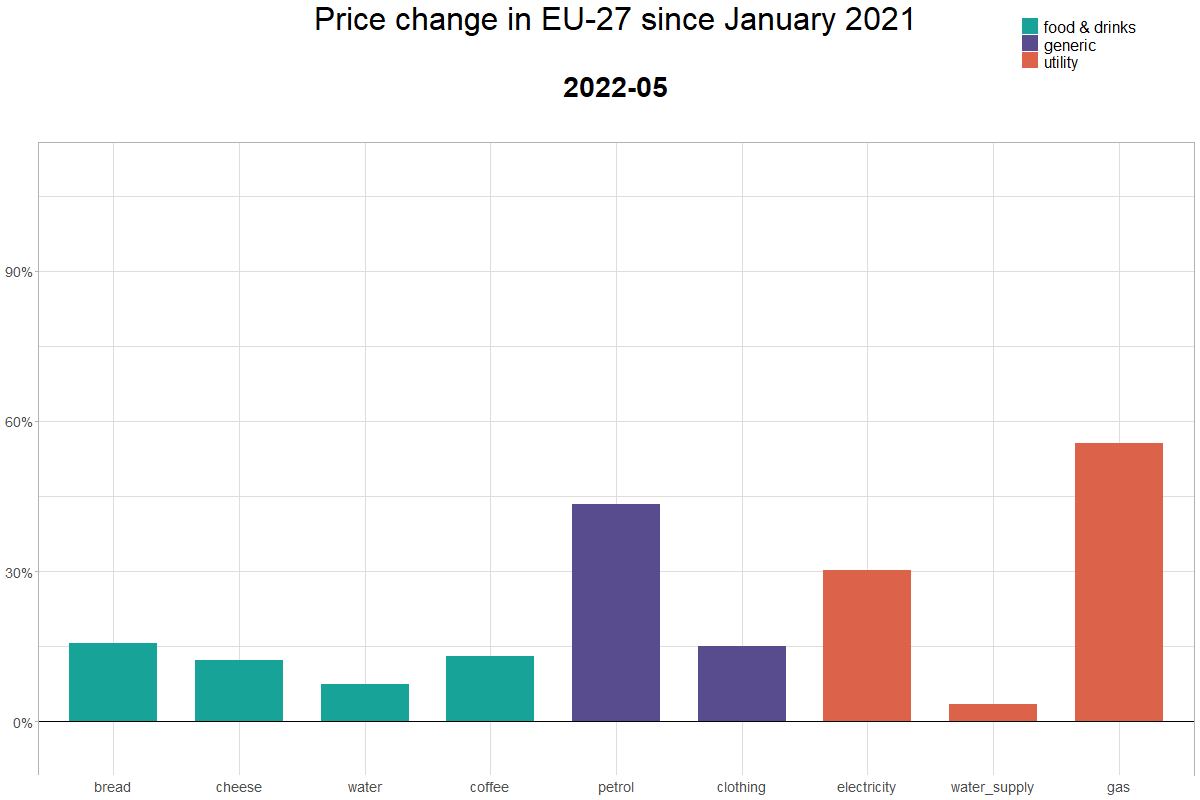 Price change in EU-27 since January 2021
food & drinks
generic
utility
2022-05
90%
60%
30%
0%
bread cheese water coffee petrol clothing electricity water_supply gas